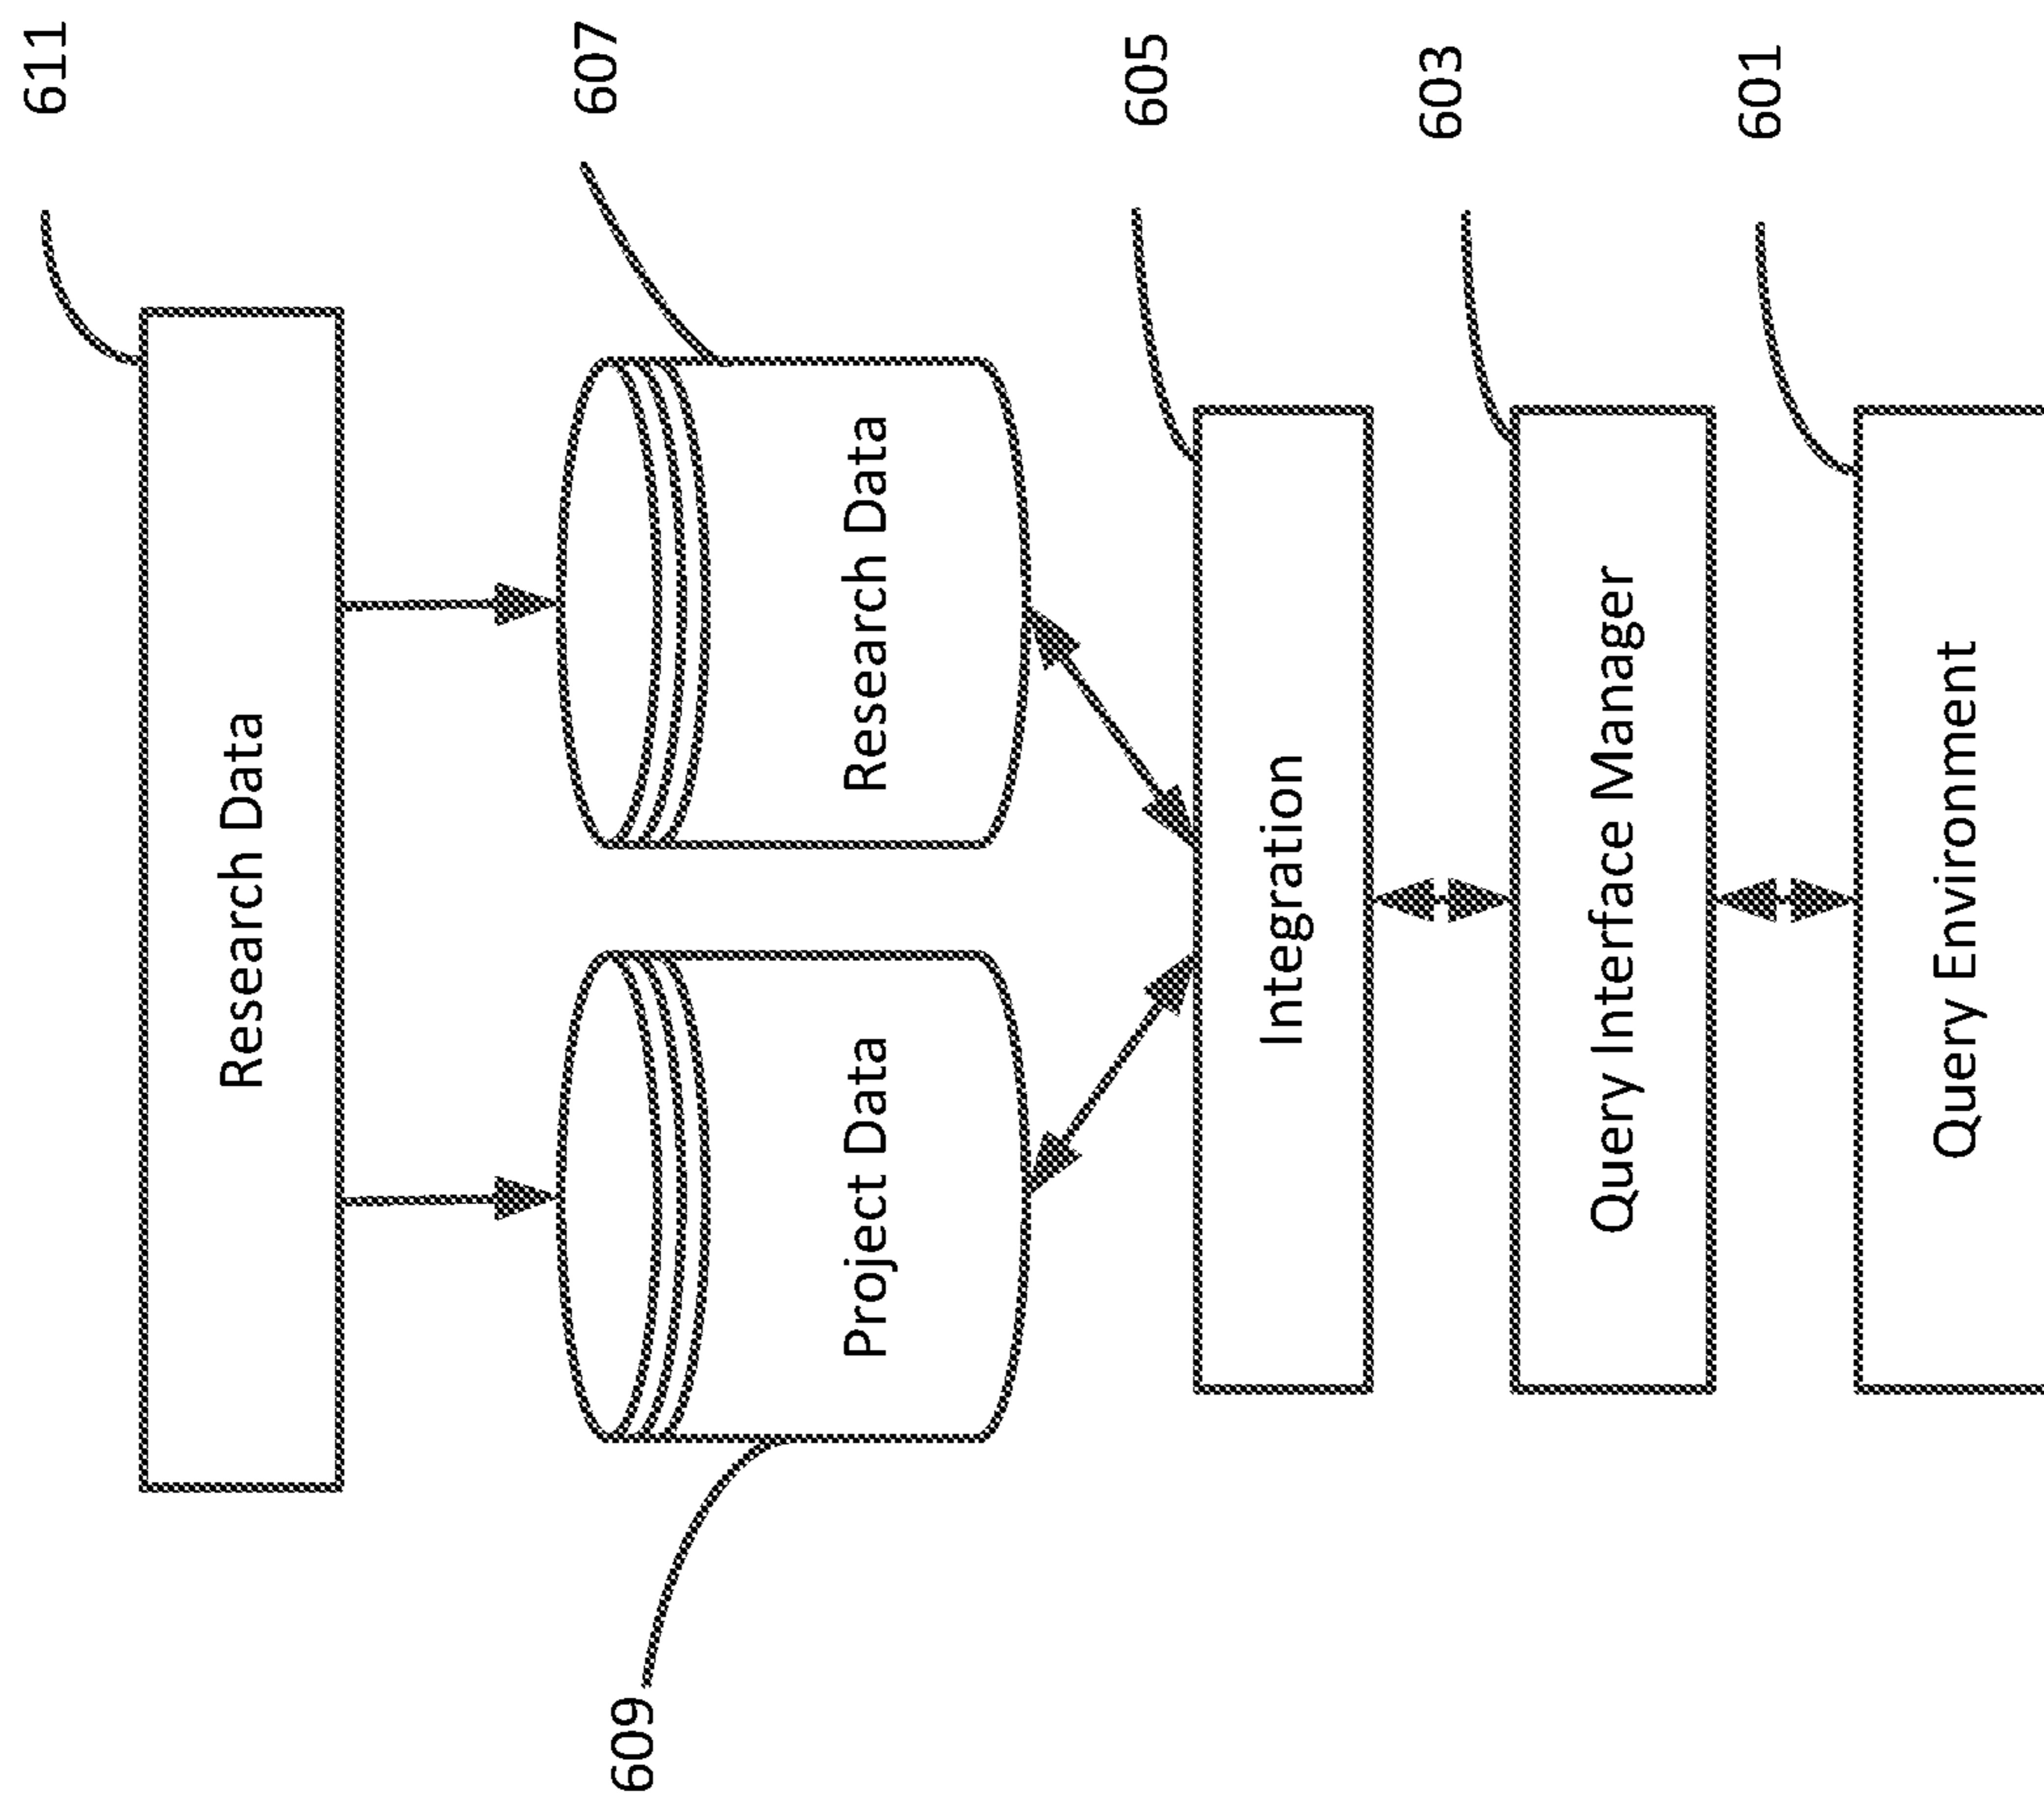 611
Research Data
607
Research Data
609
Project Data
605
Integration
603
Query Interface Manager
601
Query Environment